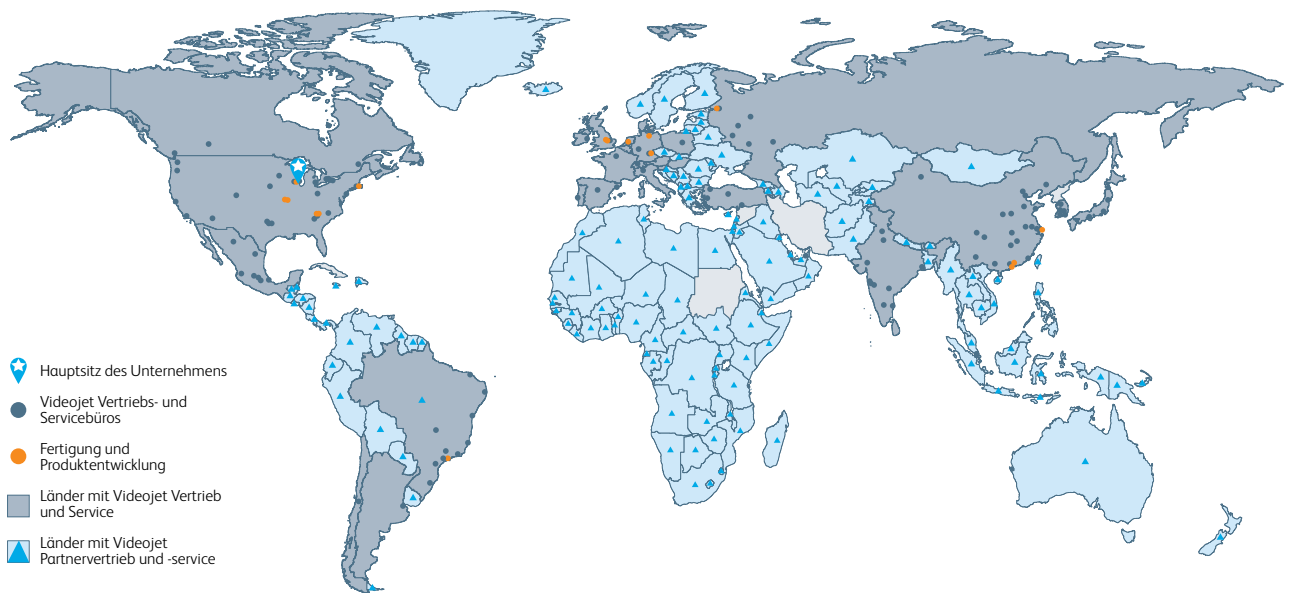 Hauptsitz des Unternehmens
Videojet Vertriebs- und
Servicebüros
Fertigung und
Produktentwicklung
Länder mit Videojet Vertrieb
und Service
Länder mit Videojet
Partnervertrieb und -service